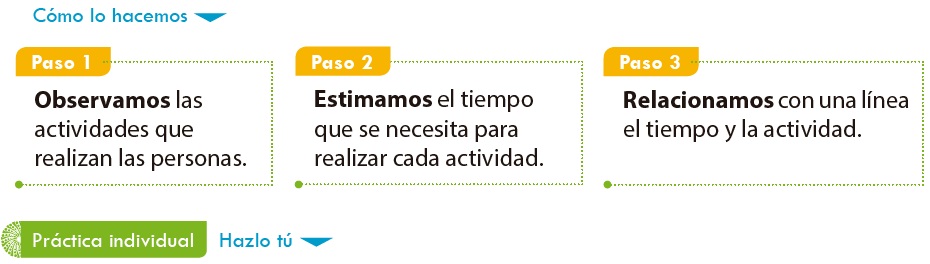 Cómo lo hacemos
Paso 1
Observamos las
actividades que
realizan las personas.
Paso 2
Estimamos el tiempo
que se necesita para
realizar cada actividad.
Paso 3
Relacionamos con una línea
el tiempo y la actividad.
Práctica individual
Hazlo tú